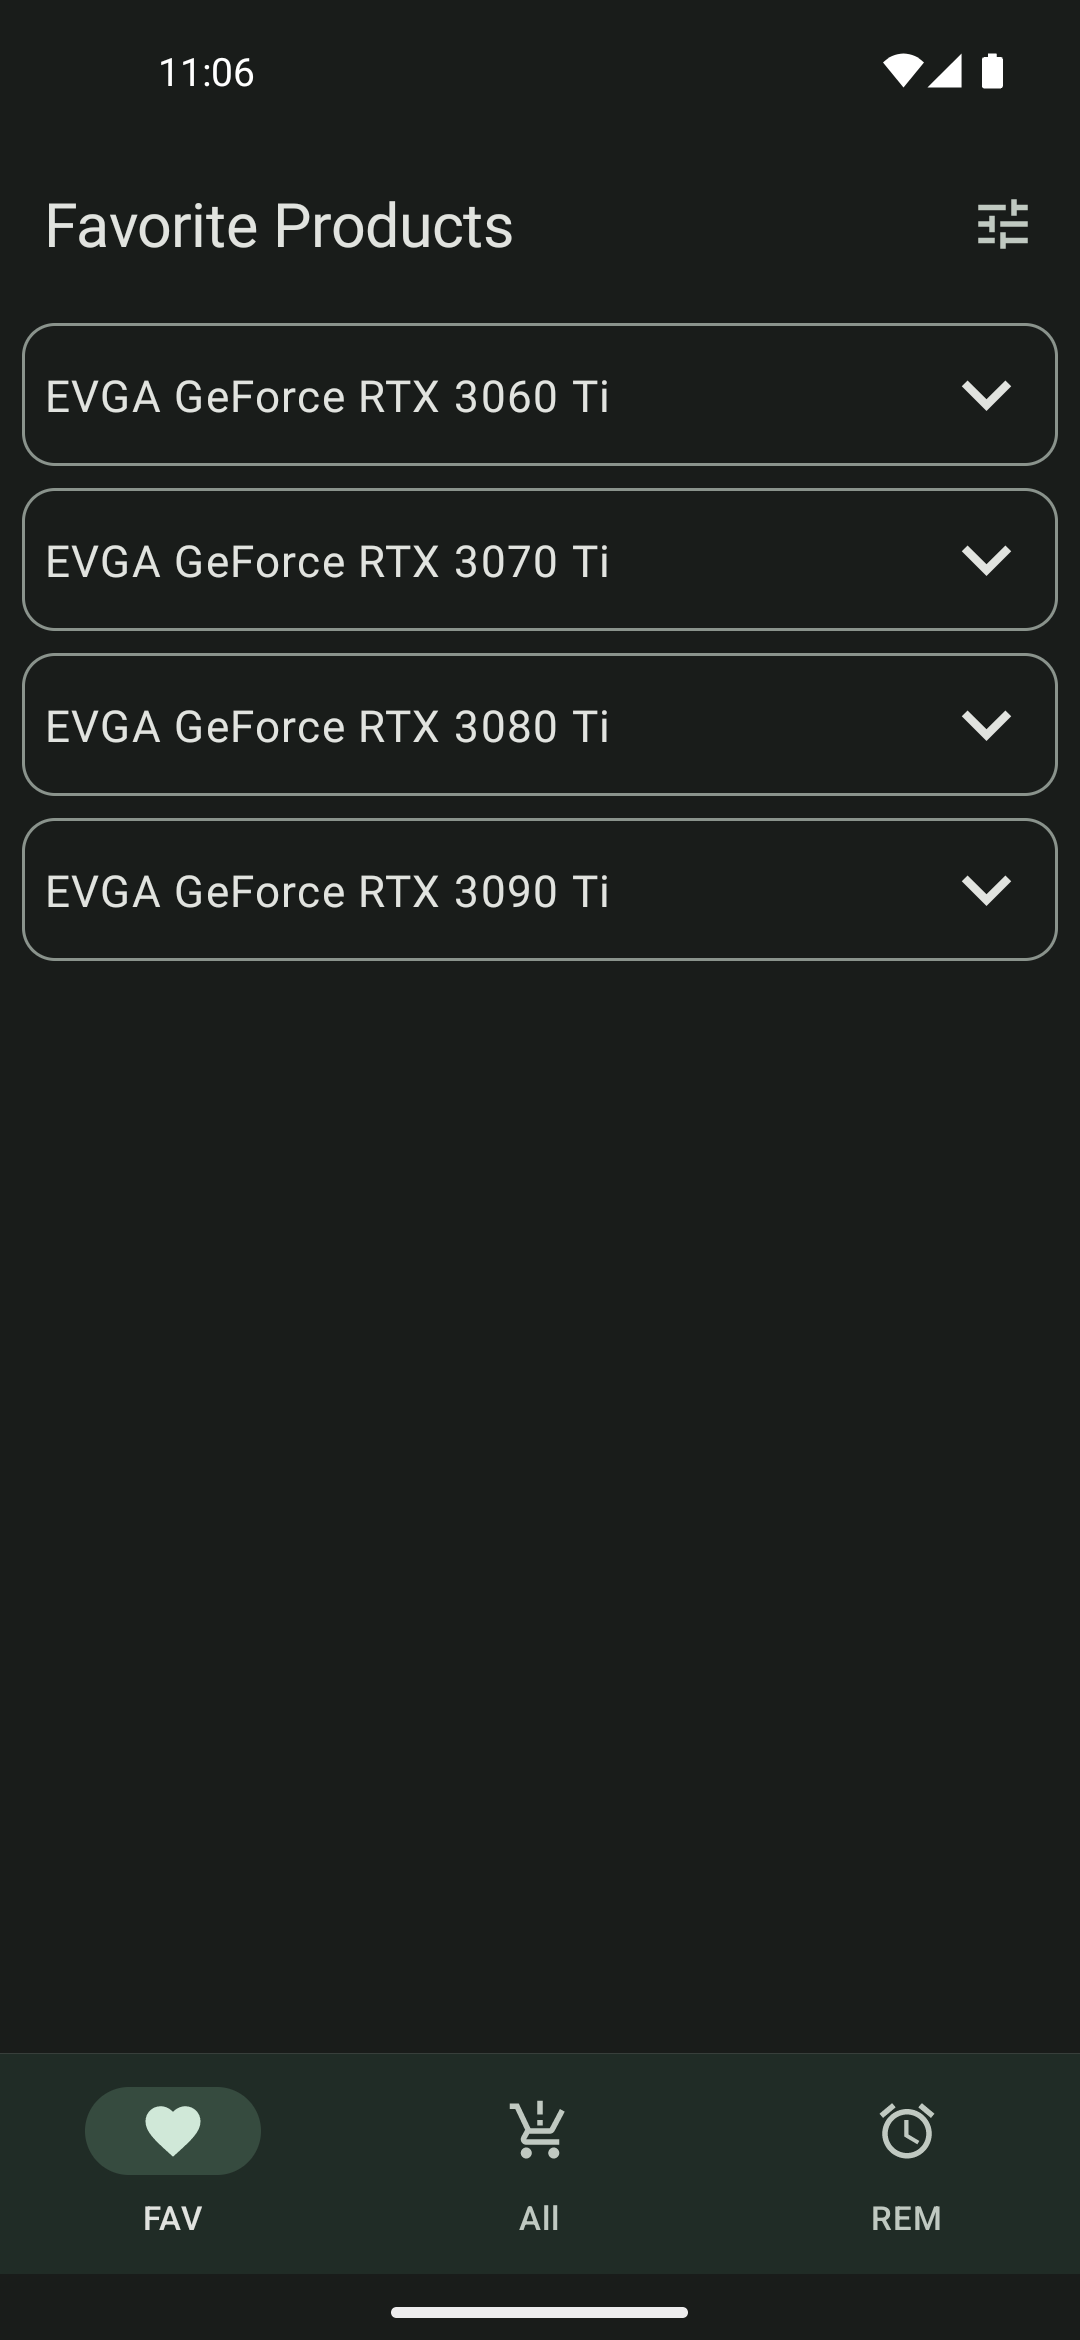 11:06
Favorite Products
EVGA GeForce RTX 3060 Ti
EVGA GeForce RTX 3070 Ti
EVGA GeForce RTX 3080 Ti
EVGA GeForce RTX 3090 Ti
FAV All REM